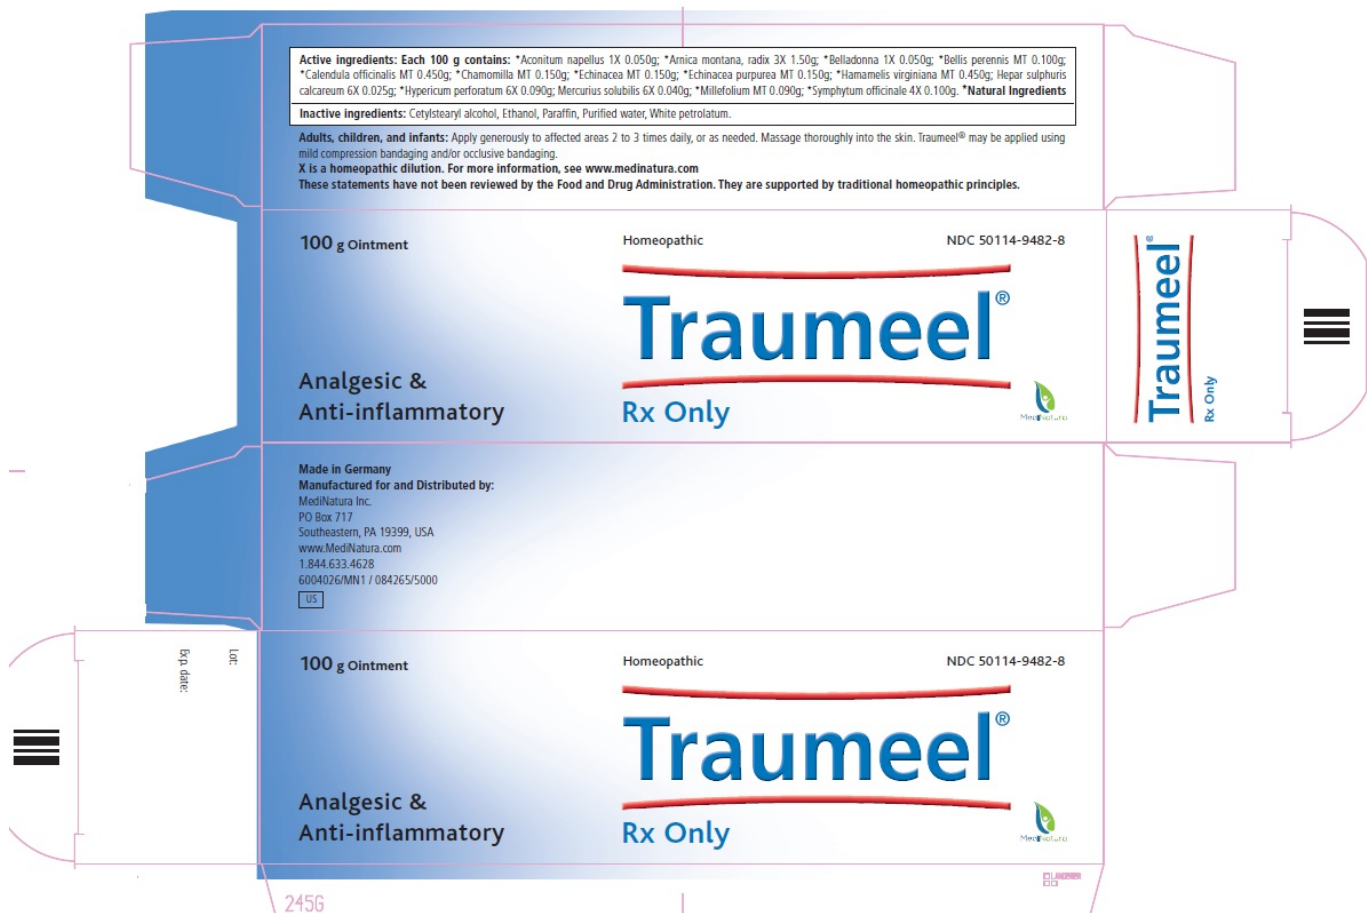 Active ingredients: Each 100 g contains: *Aconitum napellus 1X 0.050g; *Arnica montana, radix 3X 1.50g; *Belladonna 1X 0.050g; *Bellis perennis MT 0.100g;
*Calendula officinalis MT 0.450g; *Chamomilla MT 0.150g; *Echinacea MT 0.150g; *Echinacea purpurea MT 0.150g; *Hamamelis virginiana MT 0.450g; Hepar sulphuris
calcareum 6X 0.025g; *Hypericum perforatum 6X 0.090g; Mercurius solubilis 6X 0.040g; *Millefolium MT 0.090g; *Symphytum officinale 4X 0.100g. *Natural Ingredients
Inactive ingredients: Cetylstearyl alcohol, Ethanol, Paraffin, Purified water, White petrolatum.
Adults, children, and infants: Apply generously to affected areas 2 to 3 times daily, or as needed. Massage thoroughly into the skin. Traumeel® may be applied using
mild compression bandaging and/or occlusive bandaging.
X is a homeopathic dilution. For more information, see www.medinatura.com
These statements have not been reviewed by the Food and Drug Administration. They are supported by traditional homeopathic principles.
100 g Ointment
Homeopathic
NDC 50114-9482-8
Traumeel®
Analgesic &
Anti-inflammatory
Rx Only
MediNatura
Traumeel®
Rx Only
Made in Germany
Manufactured for and Distributed by:
MediNatura Inc.
PO Box 717
Southeastern, PA 19399, USA
www.MediNatura.com
1.844.633.4628
6004026/MN1 / 084265/5000
US
Lot:
Exp. date:
100 g Ointment
Homeopathic
NDC 50114-9482-8
Traumeel®
Analgesic &
Anti-inflammatory
Rx Only
MediNatura
245G